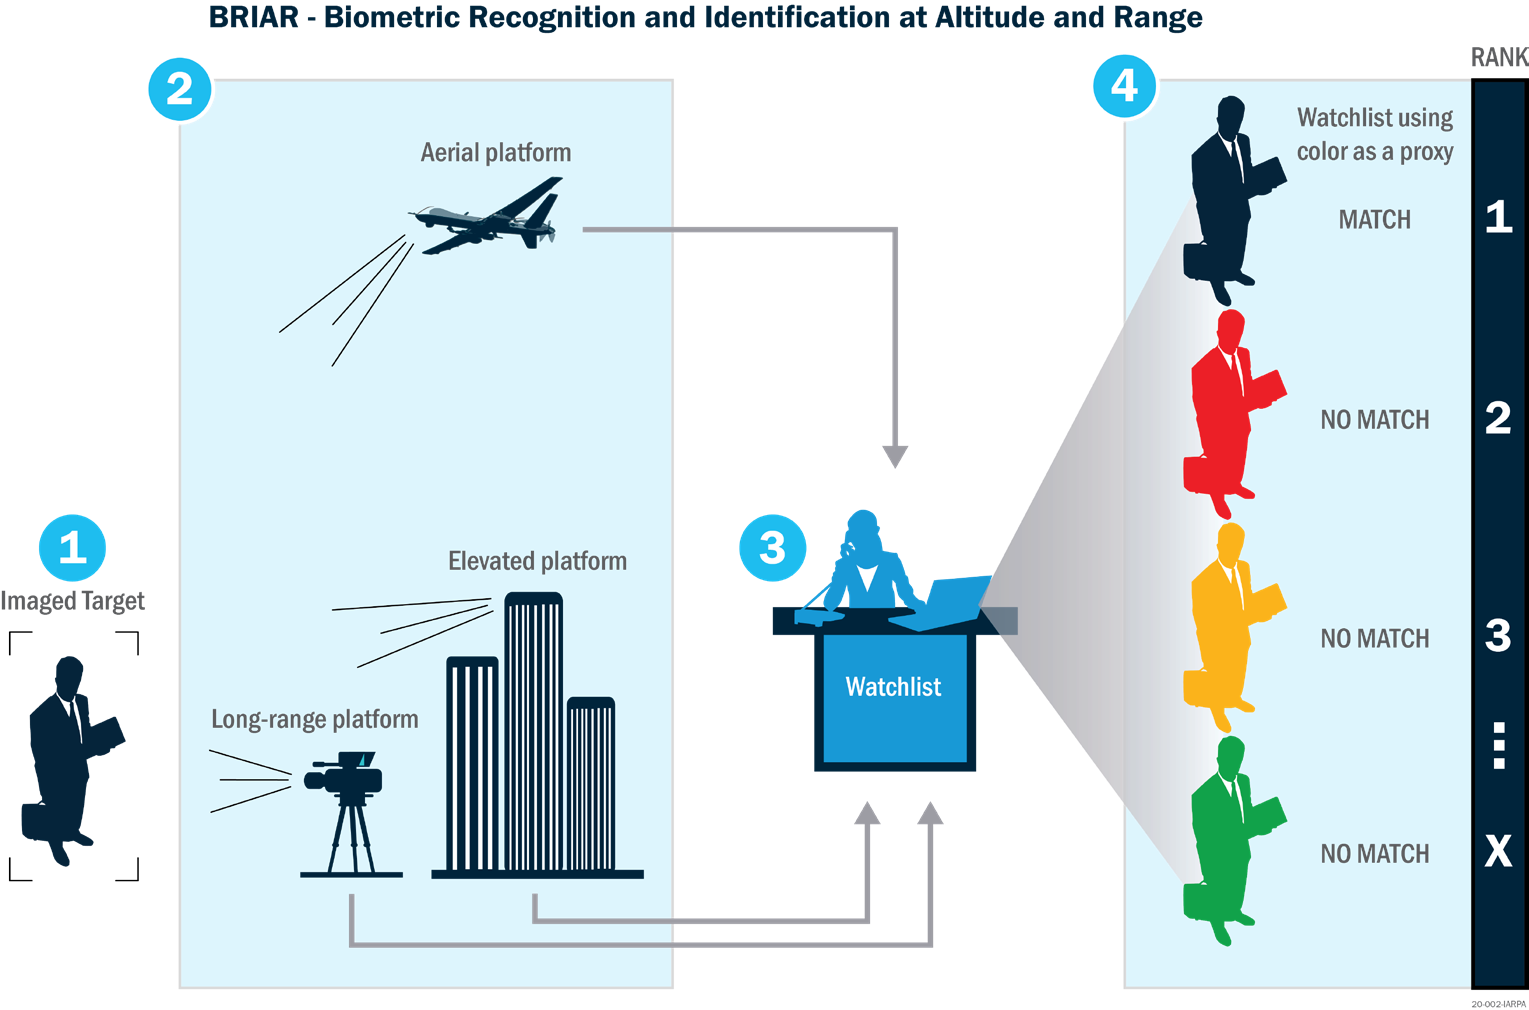 BRIAR - Biometric Recognition and Identification at Altitude and Range
1
Imaged Target
2
Aerial platform
Elevated platform
Long-range platform
3
Watchlist
4
RANK
Watchlist using
color as a proxy
MATCH
1
NO MATCH
2
NO MATCH
3
NO MATCH
X
20-002-IARPA